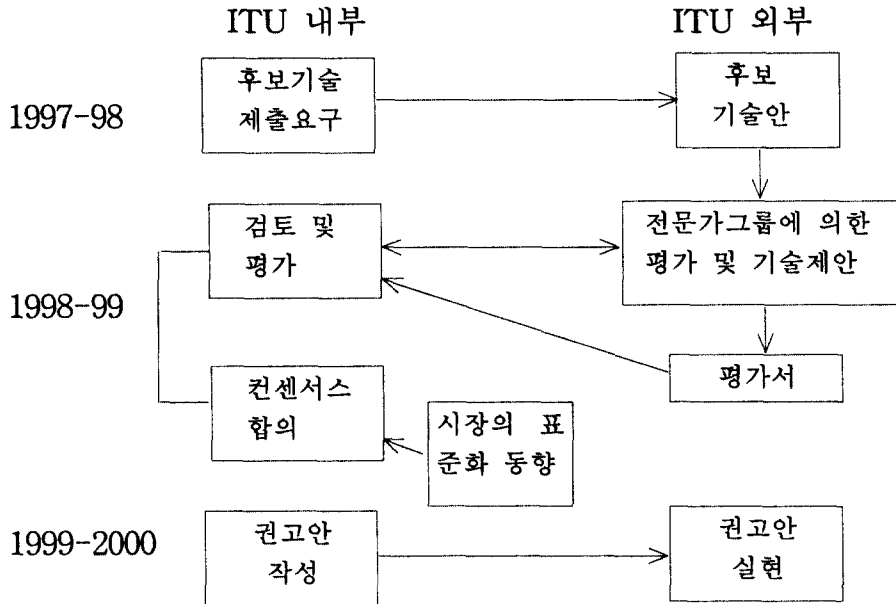 ITU 내부
ITU 외부
1997-98
후보기술
제출요구
후보
기술안
검토 및
평가
전문가그룹에 의한
평가 및 기술제안
1998-99
평가서
컨센서스
합의
시장의 표
준화 동향
1999-2000
권고안
작성
권고안
실현